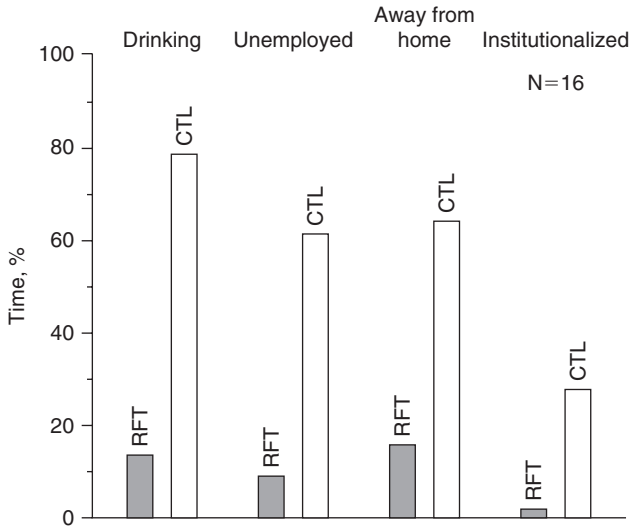 Drinking
Unemployed
Away from
home
Institutionalized
N=16
Time, %
100
80
60
40
20
0
RFT
CTL
RFT
CTL
RFT
CTL
RFT
CTL